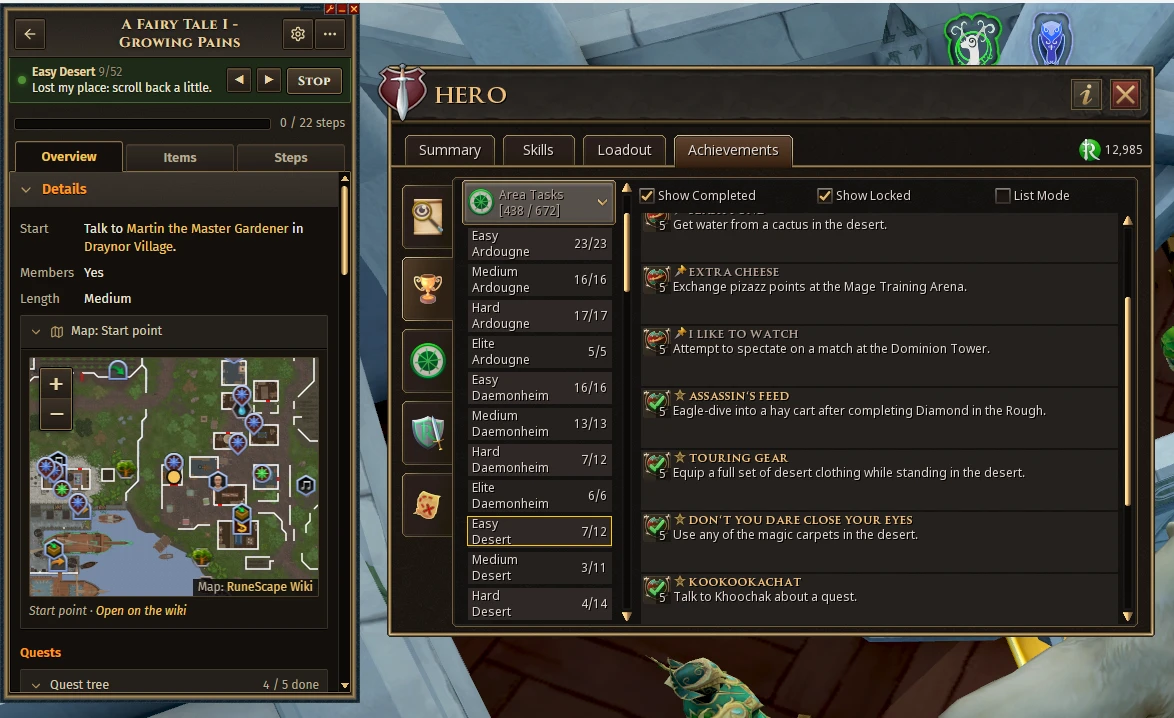 A Fairy Tale I -
Growing Pains
Easy Desert 9/52
Lost my place: scroll back a little.
Stop
0 / 22 steps
Overview
Items
Steps
Details
Start
Talk to Martin the Master Gardener in
Draynor Village.
Members Yes
Length Medium
Map: Start point
+
−
Map: RuneScape Wiki
Start point · Open on the wiki
Quests
Quest tree 4 / 5 done
HERO
Summary
Skills
Loadout
Achievements
12,985
Area Tasks
[438 / 672]
Show Completed
Show Locked
List Mode
Easy
Ardougne 23/23
Medium
Ardougne 16/16
Hard
Ardougne 17/17
Elite
Ardougne 5/5
Easy
Daemonheim 16/16
Medium
Daemonheim 13/13
Hard
Daemonheim 7/12
Elite
Daemonheim 6/6
Easy
Desert 7/12
Medium
Desert 3/11
Hard
Desert 4/14
5
Get water from a cactus in the desert.
EXTRA CHEESE
5 Exchange pizazz points at the Mage Training Arena.
I LIKE TO WATCH
5 Attempt to spectate on a match at the Dominion Tower.
ASSASSIN'S FEED
5 Eagle-dive into a hay cart after completing Diamond in the Rough.
TOURING GEAR
5 Equip a full set of desert clothing while standing in the desert.
DON'T YOU DARE CLOSE YOUR EYES
5 Use any of the magic carpets in the desert.
KOOKOOKACHAT
5 Talk to Khoochak about a quest.